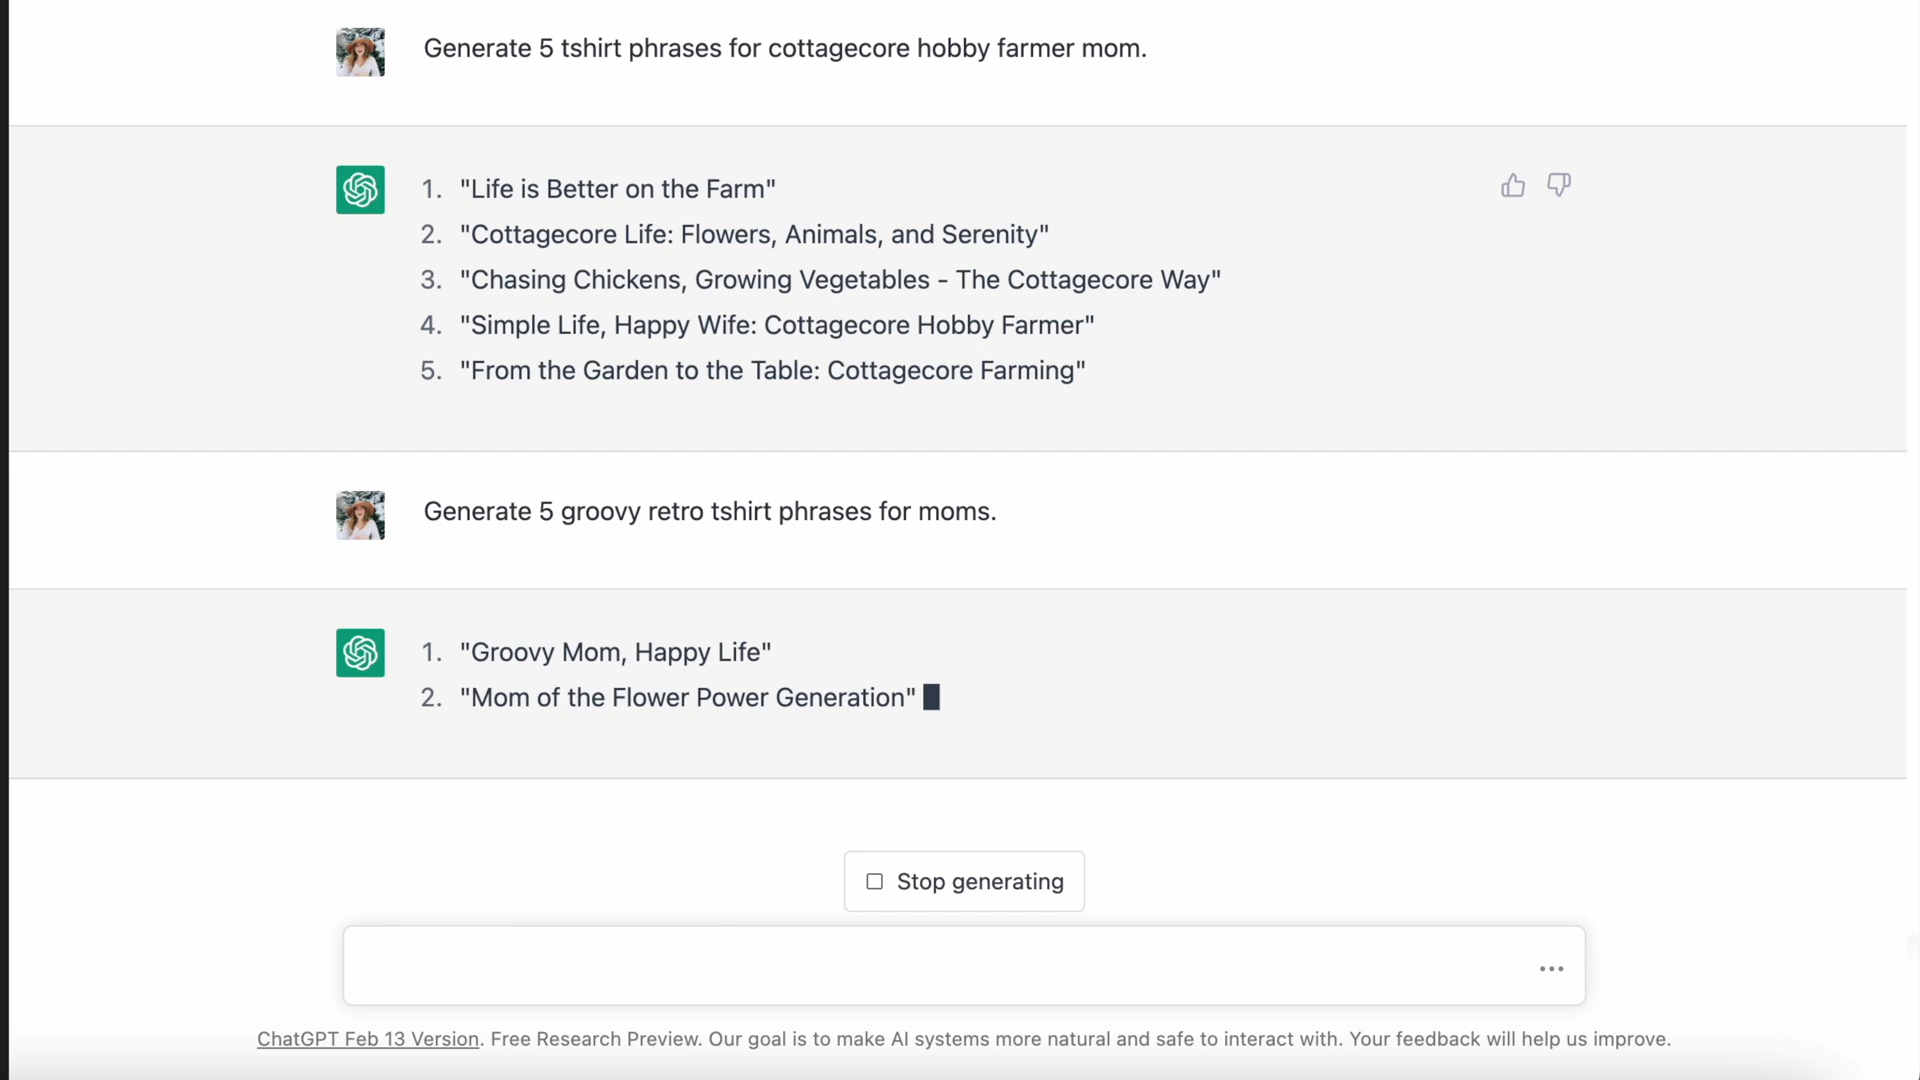 Generate 5 tshirt phrases for cottagecore hobby farmer mom.
1. "Life is Better on the Farm"
2. "Cottagecore Life: Flowers, Animals, and Serenity"
3. "Chasing Chickens, Growing Vegetables - The Cottagecore Way"
4. "Simple Life, Happy Wife: Cottagecore Hobby Farmer"
5. "From the Garden to the Table: Cottagecore Farming"
Generate 5 groovy retro tshirt phrases for moms.
1. "Groovy Mom, Happy Life"
2. "Mom of the Flower Power Generation"
Stop generating
ChatGPT Feb 13 Version. Free Research Preview. Our goal is to make AI systems more natural and safe to interact with. Your feedback will help us improve.